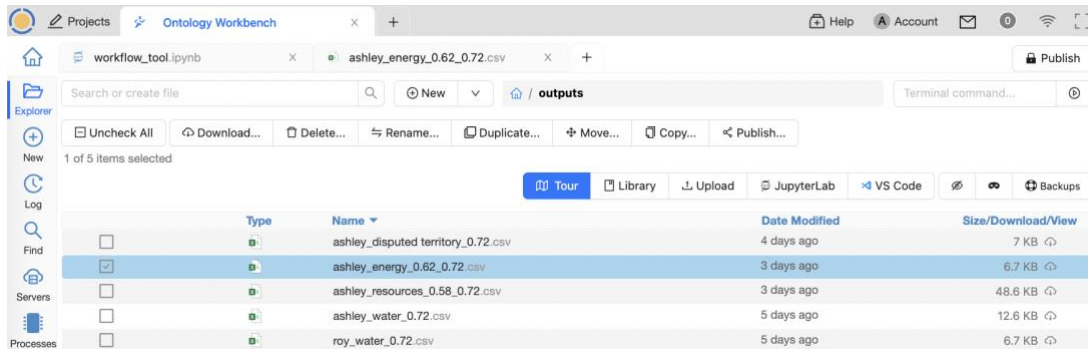 Projects Ontology Workbench × + Help A Account 0
workflow_tool.ipynb × ashley_energy_0.62_0.72.csv × + Publish
Explorer
New
Log
Find
Servers
Processes
Search or create file New / outputs Terminal command...
Uncheck All Download... Delete... Rename... Duplicate... Move... Copy... Publish...
1 of 5 items selected
Tour Library Upload JupyterLab VS Code Backups
Type Name Date Modified Size/Download/View
ashley_disputed territory_0.72.csv 4 days ago 7 KB
ashley_energy_0.62_0.72.csv 3 days ago 6.7 KB
ashley_resources_0.58_0.72.csv 3 days ago 48.6 KB
ashley_water_0.72.csv 5 days ago 12.6 KB
roy_water_0.72.csv 5 days ago 6.7 KB